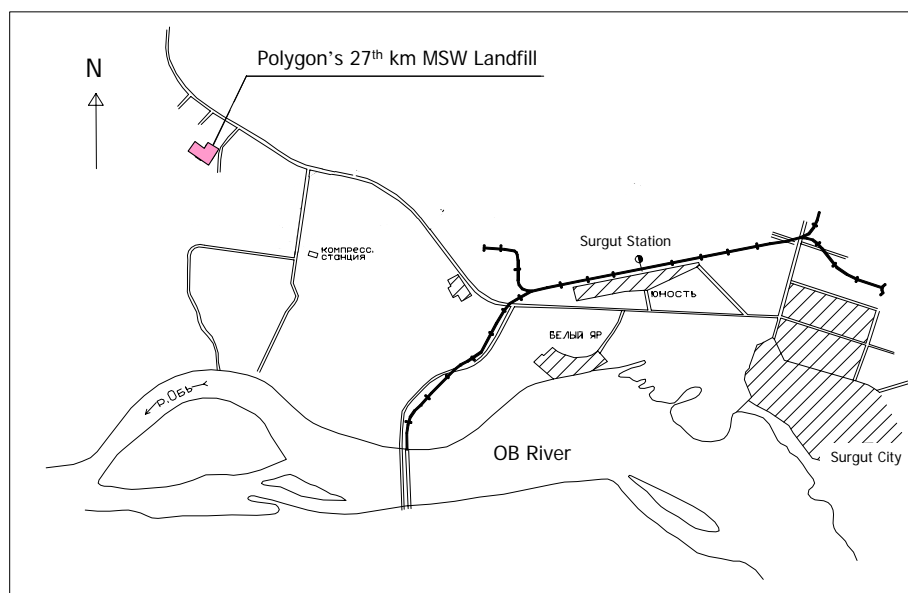 Polygon's 27th km MSW Landfill
N
Surgut Station
КОМПРЕСС.
СТАНЦИЯ
ЮНОСТЬ
БЕЛЫЙ ЯР
р.Обь
OB River
Surgut City